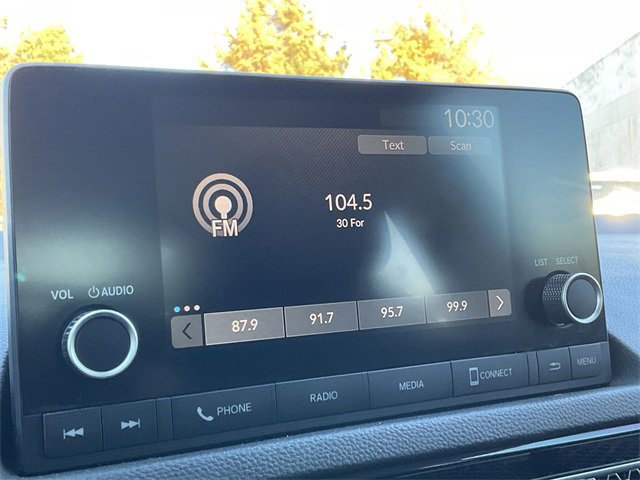 10:30
Text Scan
104.5
30 For
FM
LIST SELECT
VOL AUDIO
87.9 91.7 95.7 99.9
PHONE RADIO MEDIA CONNECT MENU